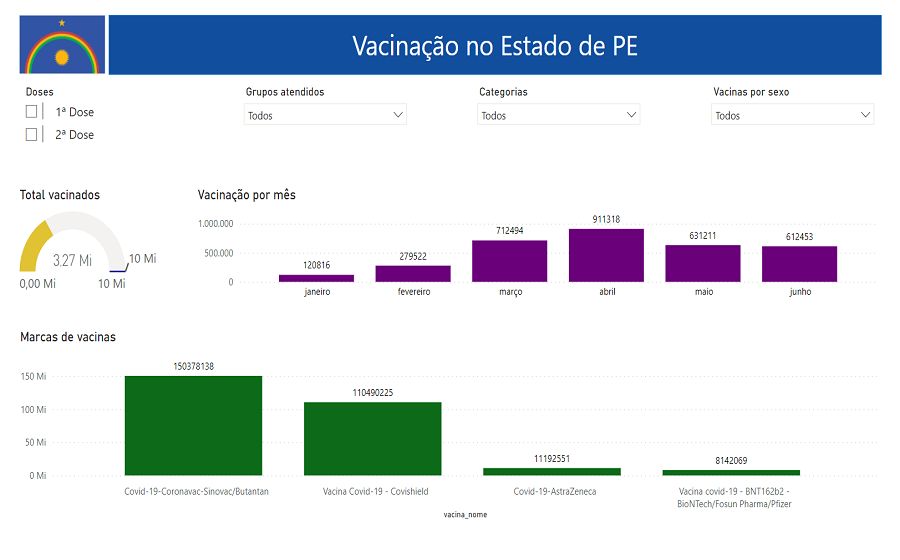 Vacinação no Estado de PE
Doses
1ª Dose
2ª Dose
Grupos atendidos
Todos
Categorias
Todos
Vacinas por sexo
Todos
Total vacinados
3.27 Mi
10 Mi
0,00 Mi
10 Mi
Vacinação por mês
1.000.000
500.000
0
120816
279522
712494
911318
631211
612453
janeiro
fevereiro
março
abril
maio
junho
Marcas de vacinas
150 Mi
100 Mi
50 Mi
0 Mi
150378138
110490225
11192551
8142069
Covid-19-Coronavac-Sinovac/Butantan
Vacina Covid-19 - Covishield
Covid-19-AstraZeneca
Vacina covid-19 - BNT162b2 -
BioNTech/Fosun Pharma/Pfizer
vacina_nome